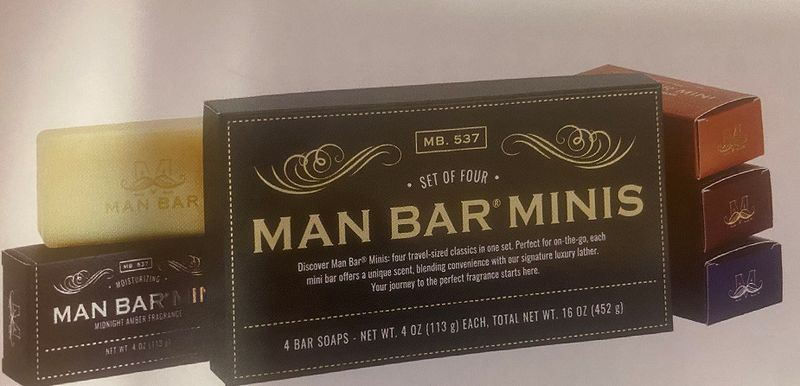 MB. 537
• SET OF FOUR •
MAN BAR® MINIS
Discover Man Bar® Minis: four travel-sized classics in one set. Perfect for on-the-go, each
mini bar offers a unique scent, blending convenience with our signature luxury lather.
Your journey to the perfect fragrance starts here.
4 BAR SOAPS - NET WT. 4 OZ (113 g) EACH, TOTAL NET WT. 16 OZ (452 g)
M
MAN BAR
MB. 537
MOISTURIZING
MAN BAR® MI
MIDNIGHT AMBER FRAGRANCE
NET WT. 4 OZ (113 g)
MINI
M
M
M